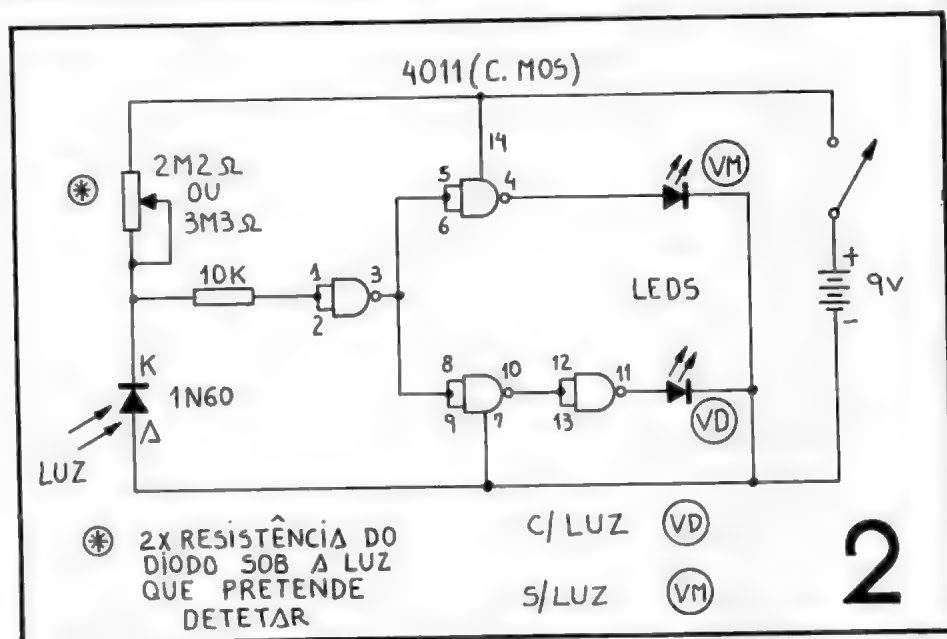 4011 (C. MOS)
14
✱
2M2Ω
OU
3M3Ω
5
4
6
VM
10K
1
3
2
LEDS
+
9V
-
K
1N60
A
LUZ
8
10
9
7
12
11
13
VD
✱ 2X RESISTÊNCIA DO
DIODO SOB A LUZ
QUE PRETENDE
DETETAR
C/LUZ VD
S/LUZ VM
2